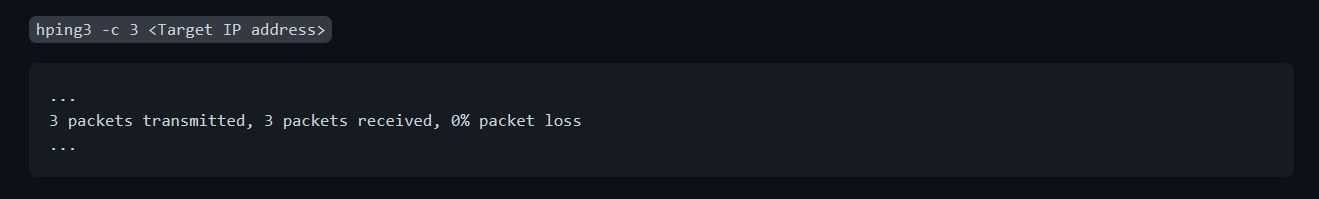 hping3 -c 3 <Target IP address>
...
3 packets transmitted, 3 packets received, 0% packet loss
...